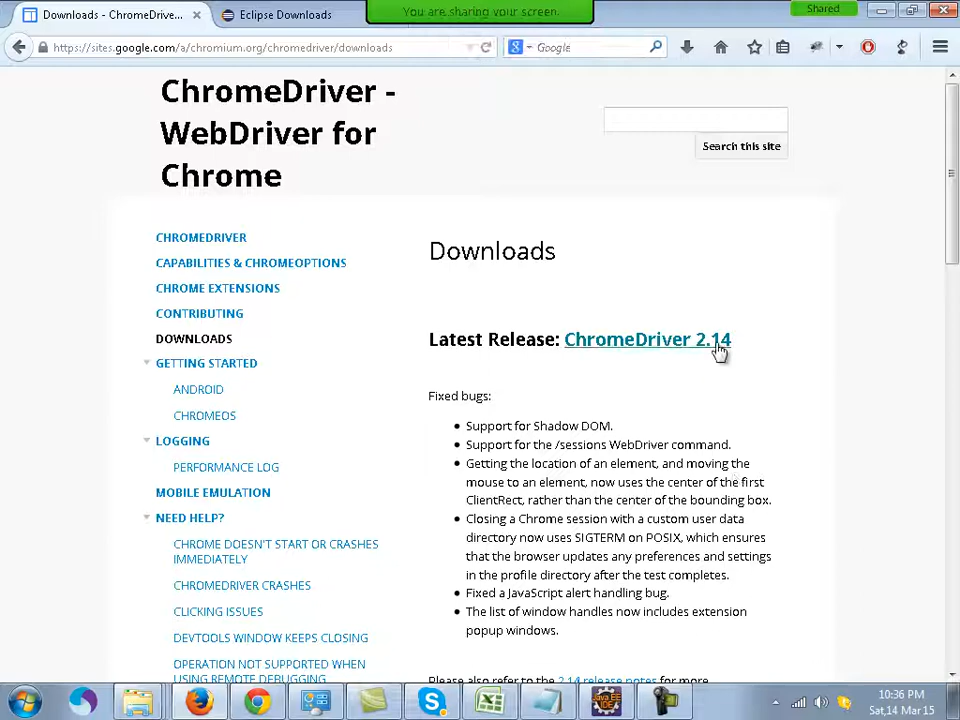 Downloads - ChromeDrive...
Eclipse Downloads
You are sharing your screen.
Shared
https://sites.google.com/a/chromium.org/chromedriver/downloads
Google
ChromeDriver -
WebDriver for
Chrome
Search this site
CHROMEDRIVER
CAPABILITIES & CHROMEOPTIONS
CHROME EXTENSIONS
CONTRIBUTING
DOWNLOADS
GETTING STARTED
ANDROID
CHROMEOS
LOGGING
PERFORMANCE LOG
MOBILE EMULATION
NEED HELP?
CHROME DOESN'T START OR CRASHES
IMMEDIATELY
CHROMEDRIVER CRASHES
CLICKING ISSUES
DEVTOOLS WINDOW KEEPS CLOSING
OPERATION NOT SUPPORTED WHEN
USING REMOTE DEBUGGING
Downloads
Latest Release: ChromeDriver 2.14
Fixed bugs:
Support for Shadow DOM.
Support for the /sessions WebDriver command.
Getting the location of an element, and moving the
mouse to an element, now uses the center of the first
ClientRect, rather than the center of the bounding box.
Closing a Chrome session with a custom user data
directory now uses SIGTERM on POSIX, which ensures
that the browser updates any preferences and settings
in the profile directory after the test completes.
Fixed a JavaScript alert handling bug.
The list of window handles now includes extension
popup windows.
Please also refer to the 2.14 release notes for more
Java EE
IDE
10:36 PM
Sat,14 Mar 15